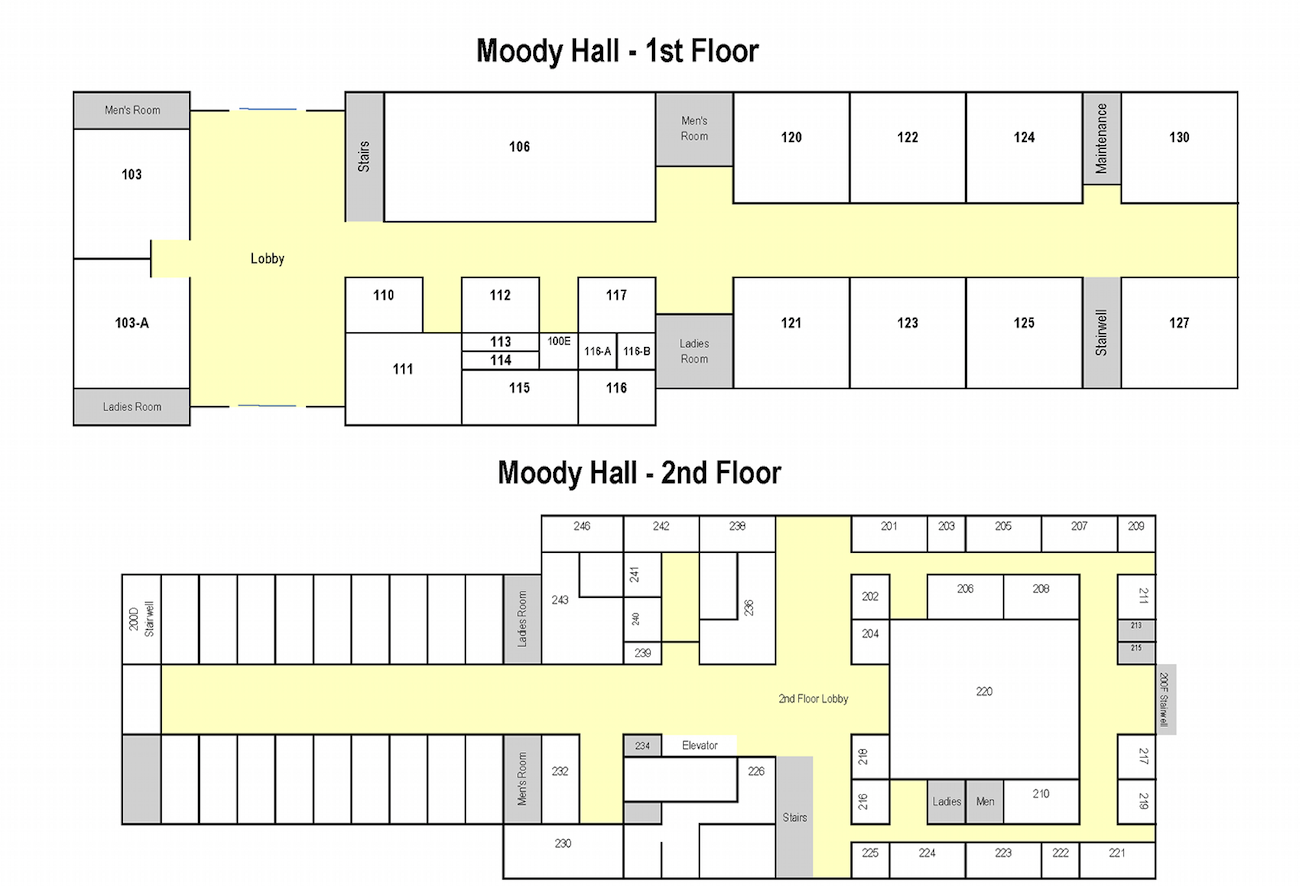 Moody Hall - 1st Floor
Men's Room
103
103-A
Ladies Room
Lobby
Stairs
106
Men's
Room
120
122
124
Maintenance
130
110
112
117
111
113
114
100E
116-A
116-B
115
116
Ladies
Room
121
123
125
Stairwell
127
Moody Hall - 2nd Floor
246
242
238
201
203
205
207
209
200D
Stairwell
Ladies Room
243
241
240
239
236
202
204
206
208
211
213
215
220
2nd Floor Lobby
200F Stairwell
Men's Room
232
234
Elevator
226
Stairs
218
216
Ladies
Men
210
217
219
230
225
224
223
222
221